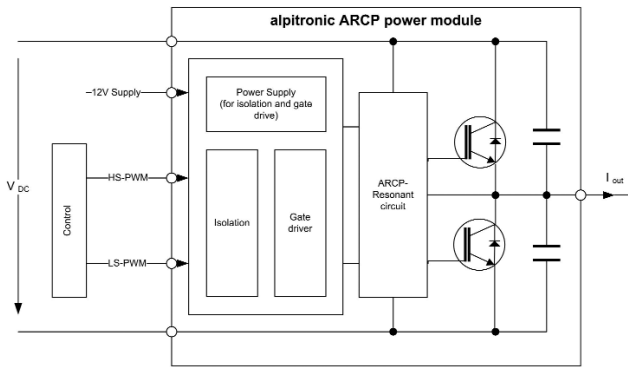 alpitronic ARCP power module
–12V Supply
Power Supply
(for isolation and gate
drive)
HS-PWM
LS-PWM
Control
V DC
Isolation
Gate
driver
ARCP-
Resonant
circuit
I out